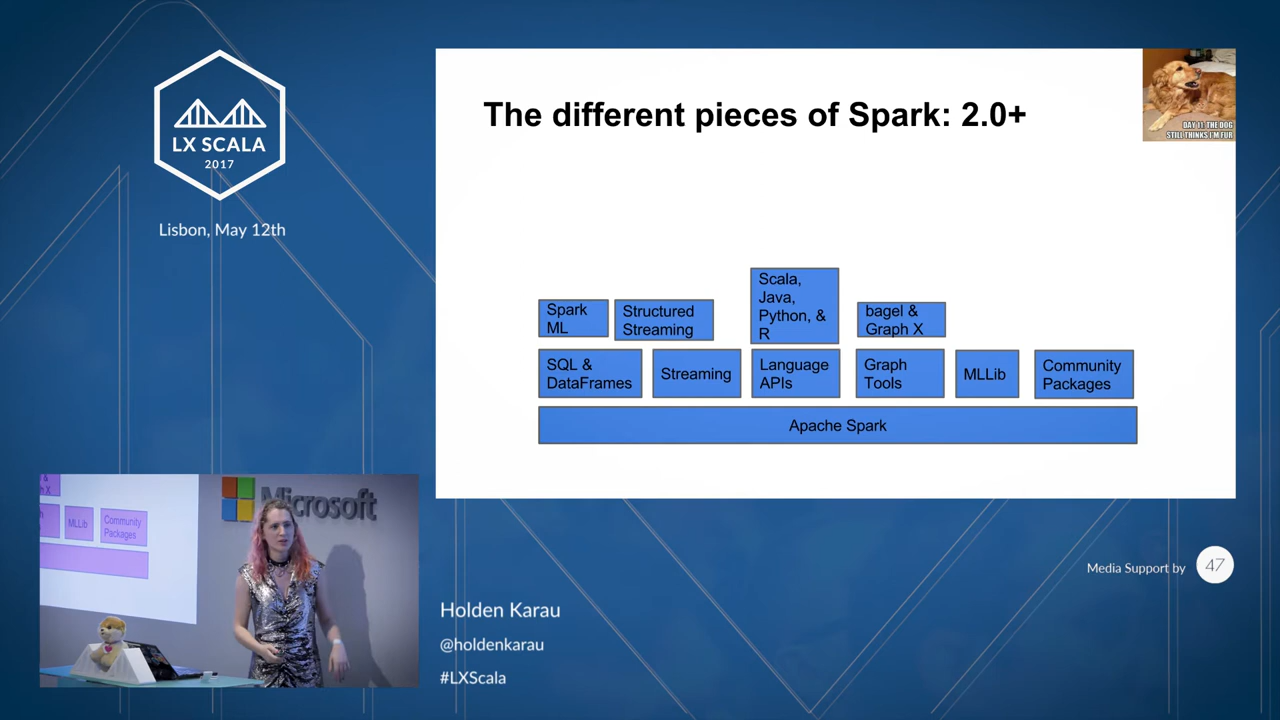 LX SCALA
2017
Lisbon, May 12th
The different pieces of Spark: 2.0+
DAY 11 THE DOG
STILL THINKS I'M FUR
Scala,
Java,
Python, &
R
Spark
ML
Structured
Streaming
bagel &
Graph X
SQL &
DataFrames
Streaming
Language
APIs
Graph
Tools
MLLib
Community
Packages
Apache Spark
&
h X
h
MLLib
Community
Packages
Microsoft
Media Support by
47
Holden Karau
@holdenkarau
#LXScala